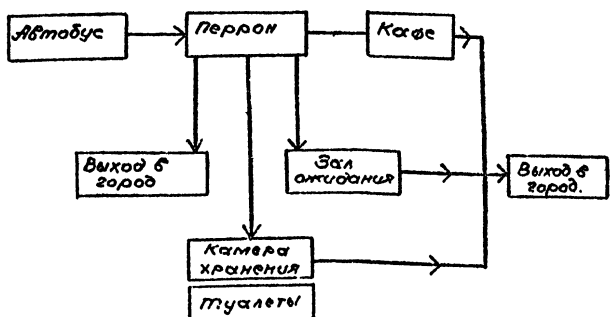 Автобус
Перрон
Кафе
Выход в
город
Зал
ожидания
Выход в
город.
Камера
хранения
Туалеты